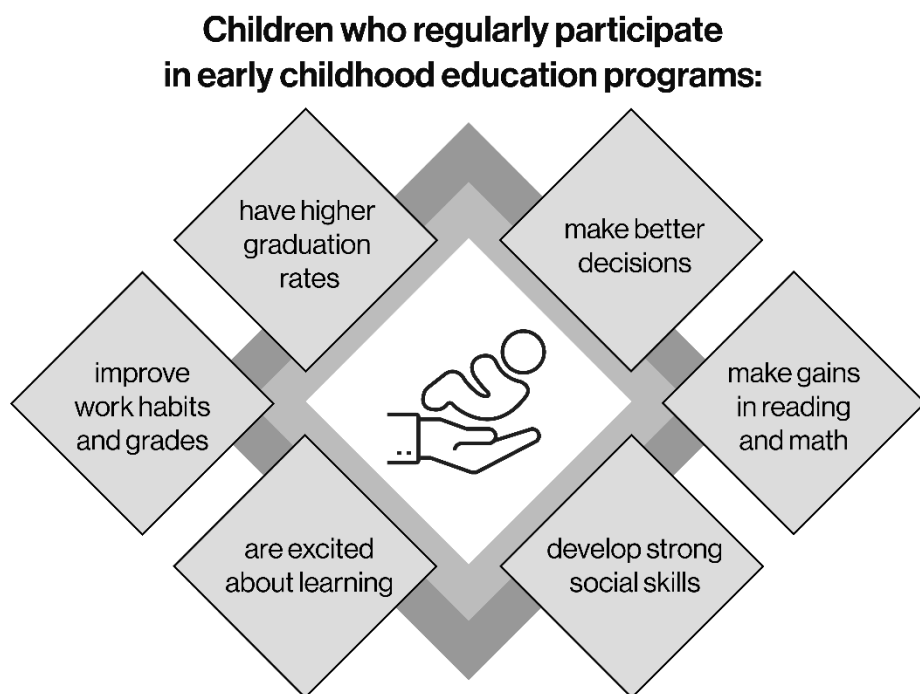 Children who regularly participate
in early childhood education programs:
have higher
graduation
rates
make better
decisions
improve
work habits
and grades
make gains
in reading
and math
are excited
about learning
develop strong
social skills